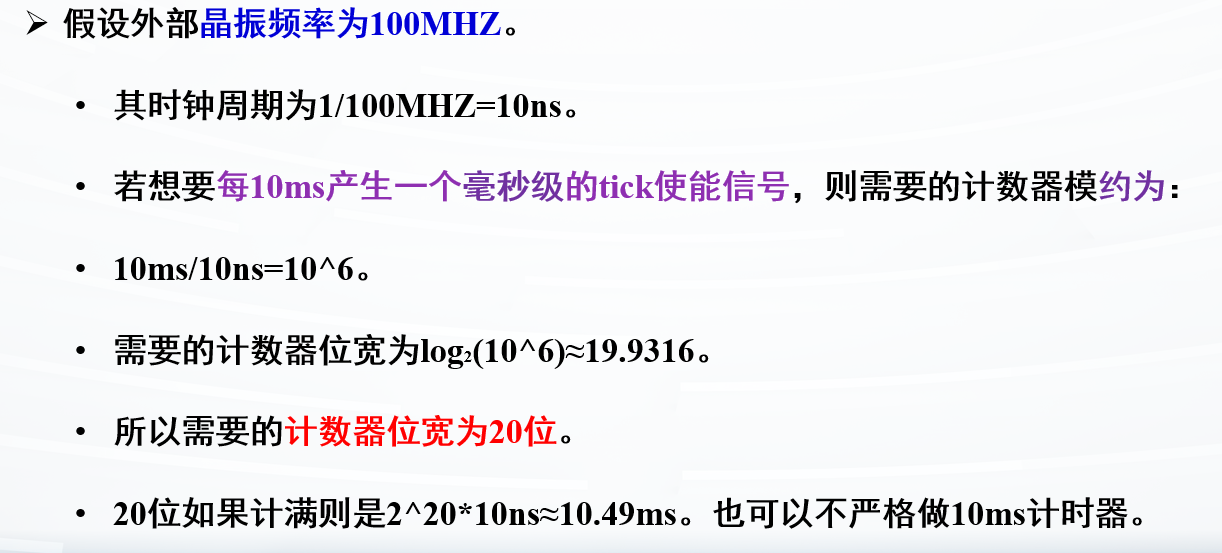 ➢ 假设外部晶振频率为100MHZ。
• 其时钟周期为1/100MHZ=10ns。
• 若想要每10ms产生一个毫秒级的tick使能信号，则需要的计数器模约为：
• 10ms/10ns=10^6。
• 需要的计数器位宽为log₂(10^6)≈19.9316。
• 所以需要的计数器位宽为20位。
• 20位如果计满则是2^20*10ns≈10.49ms。也可以不严格做10ms计时器。